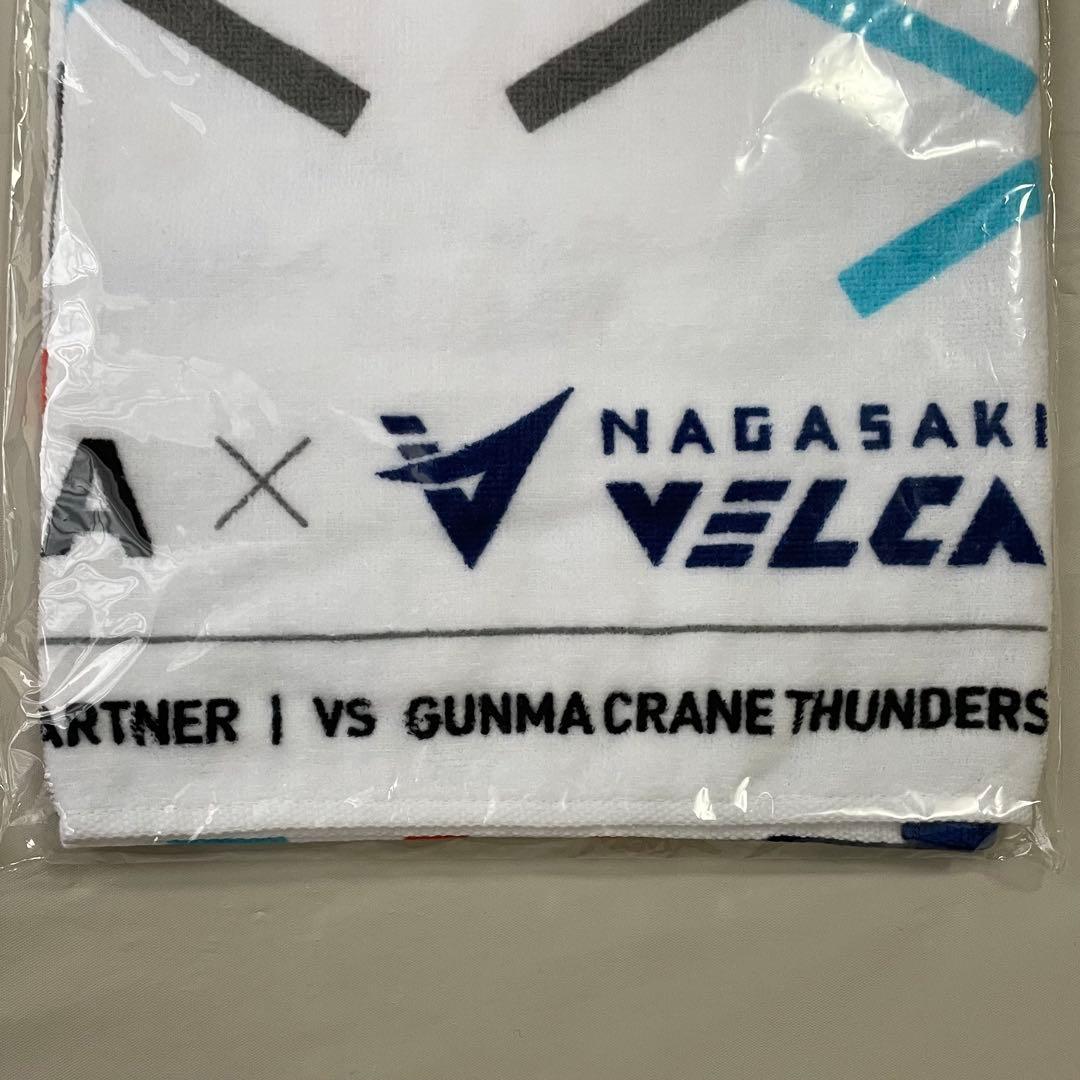 A × NAGASAKI
VELCA
ARTNER | VS GUNMA CRANE THUNDERS